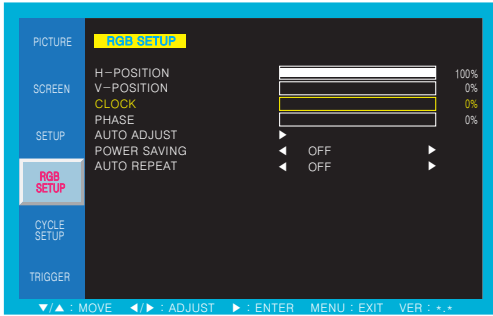 PICTURE
SCREEN
SETUP
RGB
SETUP
CYCLE
SETUP
TRIGGER
RGB SETUP
H-POSITION 100%
V-POSITION 0%
CLOCK 0%
PHASE 0%
AUTO ADJUST ▶
POWER SAVING ◀ OFF ▶
AUTO REPEAT ◀ OFF ▶
▼/▲ : MOVE ◀/▶ : ADJUST ▶ : ENTER MENU : EXIT VER : *.*